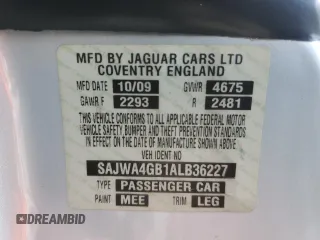 MFD BY JAGUAR CARS LTD
COVENTRY ENGLAND
MFD DATE 10/09 GVWR 4675
GAWR F 2293 R 2481
THIS VEHICLE CONFORMS TO ALL APPLICABLE FEDERAL MOTOR
VEHICLE SAFETY, BUMPER AND THEFT PREVENTION STANDARDS
IN EFFECT ON THE DATE OF MANUFACTURE SHOWN ABOVE
VEH IDENT NO
SAJWA4GB1ALB36227
TYPE PASSENGER CAR
PAINT MEE TRIM LEG
DREAMBID